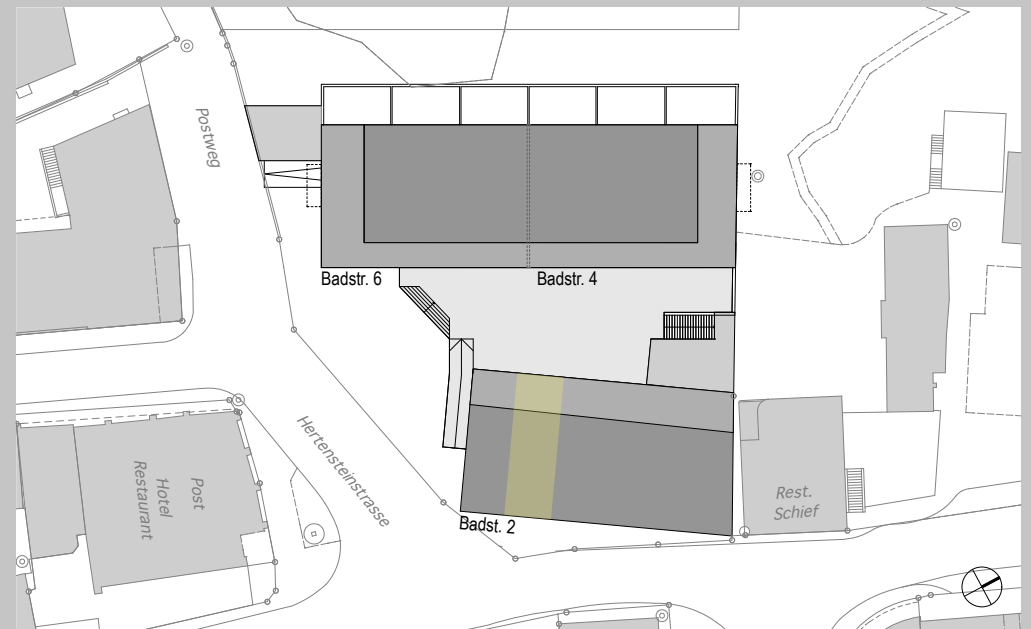 Postweg
Badstr. 6
Badstr. 4
Hertensteinstrasse
Post
Hotel
Restaurant
Badst. 2
Rest.
Schief